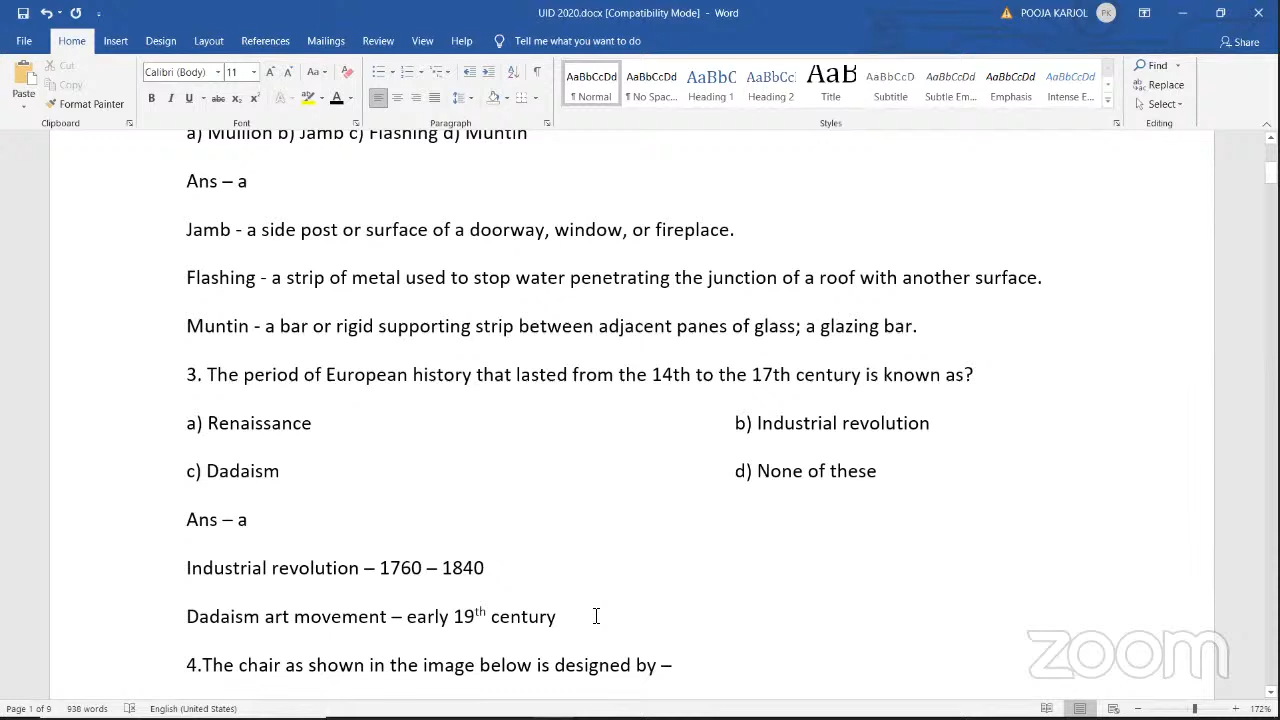 UID 2020.docx [Compatibility Mode] - Word
POOJA KARJOL
PK
File Home Insert Design Layout References Mailings Review View Help Tell me what you want to do
Share
Paste
Cut
Copy
Format Painter
Clipboard
Calibri (Body) 11
Font
Paragraph
AaBbCcDd AaBbCcDd AaBbC AaBbCc AaB AaBbCcD AaBbCcDd AaBbCcDd AaBbCcDd
¶ Normal ¶ No Spac... Heading 1 Heading 2 Title Subtitle Subtle Em... Emphasis Intense E...
Styles
Find
Replace
Select
Editing
a) Mullion b) Jamb c) Flashing d) Muntin
Ans – a
Jamb - a side post or surface of a doorway, window, or fireplace.
Flashing - a strip of metal used to stop water penetrating the junction of a roof with another surface.
Muntin - a bar or rigid supporting strip between adjacent panes of glass; a glazing bar.
3. The period of European history that lasted from the 14th to the 17th century is known as?
a) Renaissance b) Industrial revolution
c) Dadaism d) None of these
Ans – a
Industrial revolution – 1760 – 1840
Dadaism art movement – early 19th century
4.The chair as shown in the image below is designed by –
zoom
Page 1 of 9 938 words English (United States)
172%